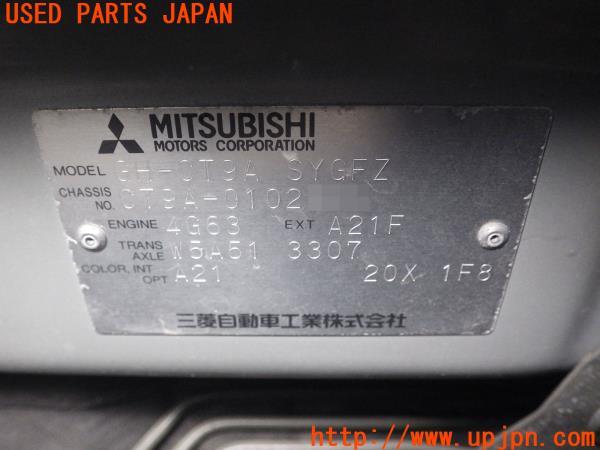 USED PARTS JAPAN
MITSUBISHI
MOTORS CORPORATION
MODEL GH-CT9A SYGFZ
CHASSIS NO. CT9A-0102
ENGINE 4G63 EXT A21F
TRANS AXLE W5A51 3307
COLOR, INT OPT A21 20X 1F8
三菱自動車工業株式会社
http://www.upjpn.com/